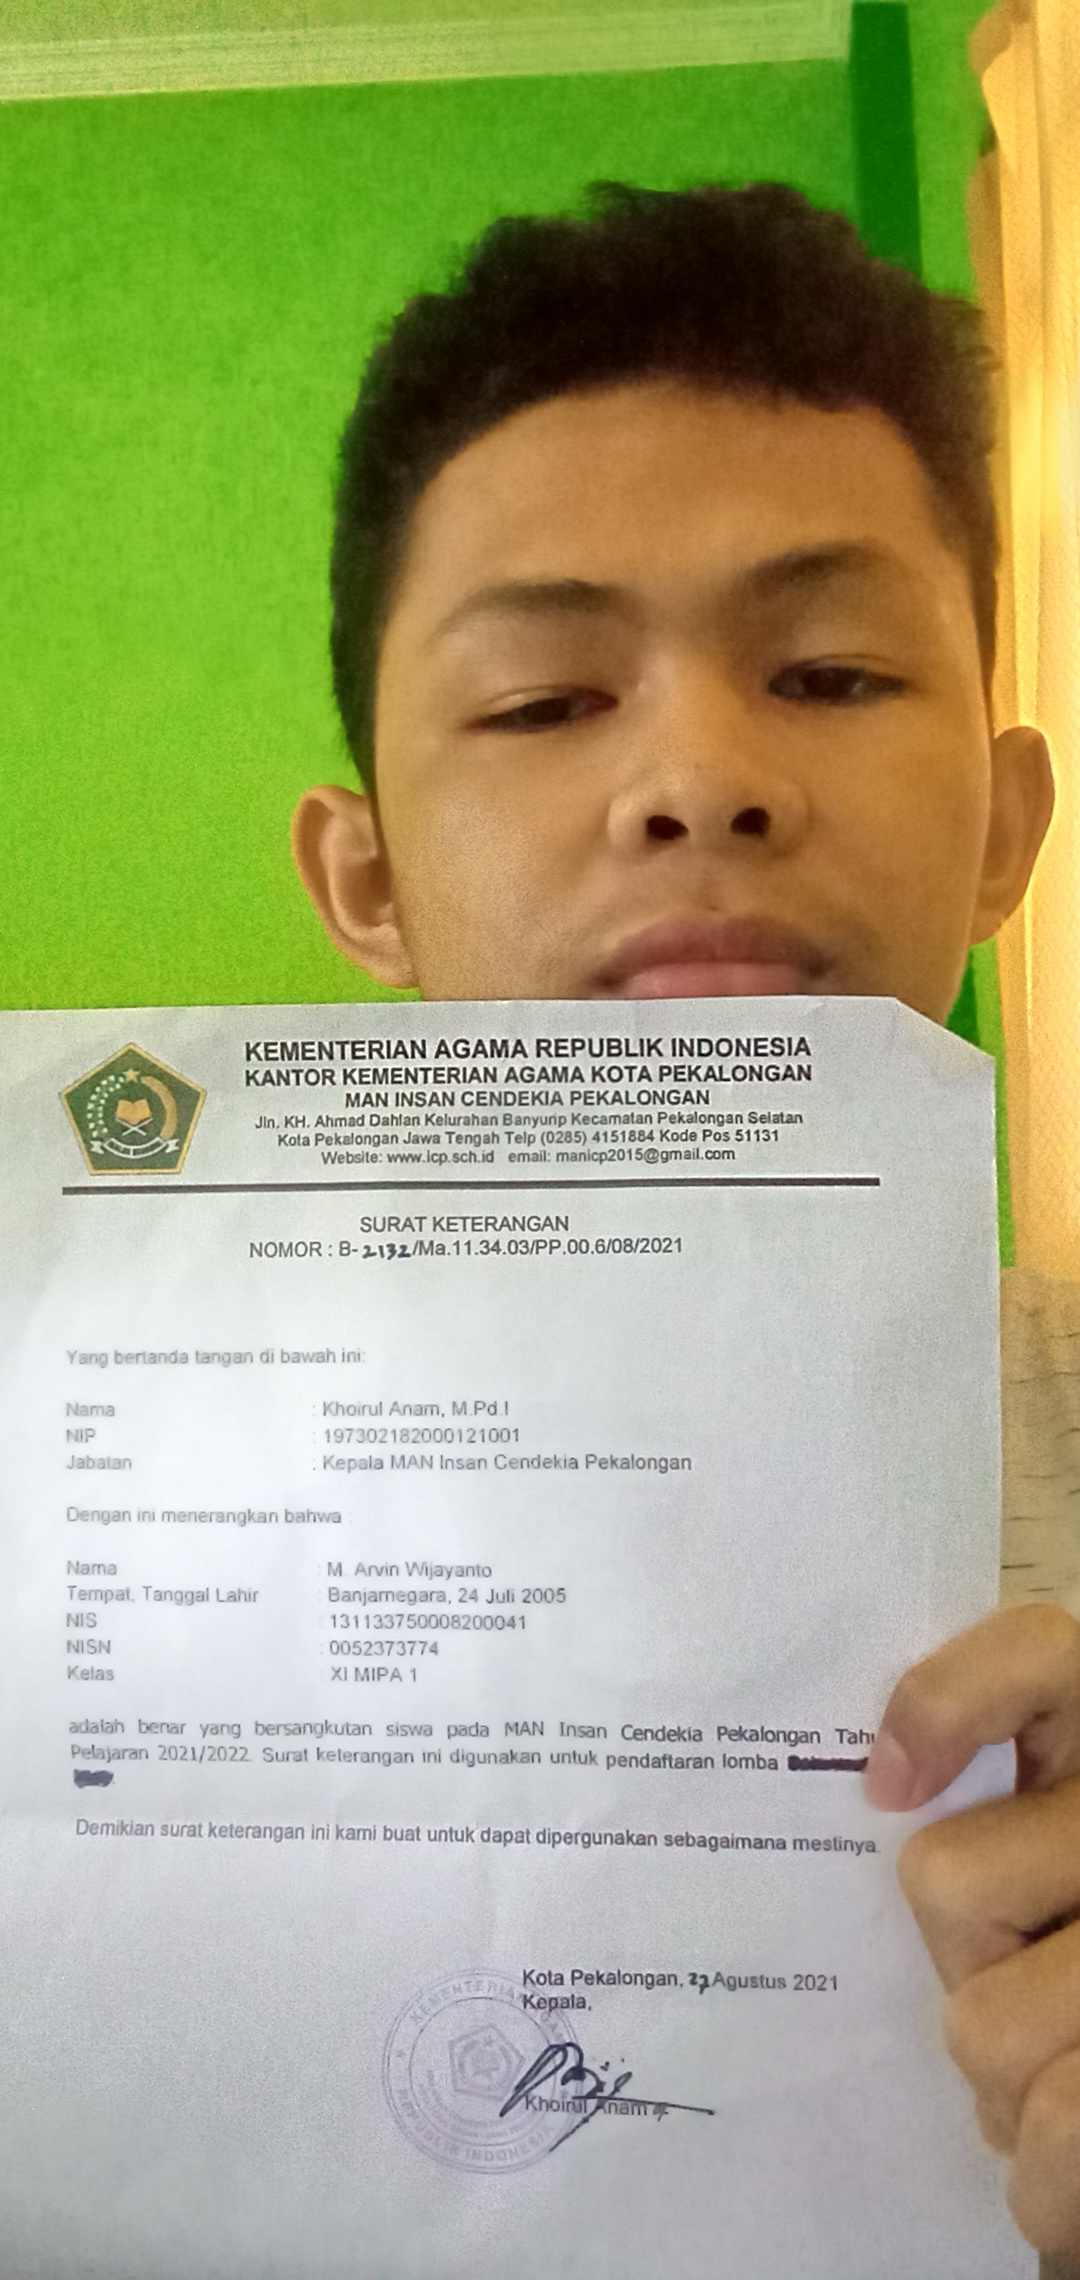 KEMENTERIAN AGAMA REPUBLIK INDONESIA
KANTOR KEMENTERIAN AGAMA KOTA PEKALONGAN
MAN INSAN CENDEKIA PEKALONGAN
Jln. KH. Ahmad Dahlan Kelurahan Banyurip Kecamatan Pekalongan Selatan
Kota Pekalongan Jawa Tengah Telp (0285) 4151884 Kode Pos 51131
Website: www.icp.sch.id email: manicp2015@gmail.com
SURAT KETERANGAN
NOMOR : B-2132/Ma.11.34.03/PP.00.6/08/2021
Yang bertanda tangan di bawah ini:
Nama : Khoirul Anam, M.Pd.I
NIP : 197302182000121001
Jabatan : Kepala MAN Insan Cendekia Pekalongan
Dengan ini menerangkan bahwa :
Nama : M. Arvin Wijayanto
Tempat, Tanggal Lahir : Banjarnegara, 24 Juli 2005
NIS : 131133750008200041
NISN : 0052373774
Kelas : XI MIPA 1
adalah benar yang bersangkutan siswa pada MAN Insan Cendekia Pekalongan Tahu
Pelajaran 2021/2022. Surat keterangan ini digunakan untuk pendaftaran lomba
Demikian surat keterangan ini kami buat untuk dapat dipergunakan sebagaimana mestinya.
Kota Pekalongan, 27 Agustus 2021
Kepala,
KEMENTERIAN AGAMA
REPUBLIK INDONESIA
Khoirul Anam